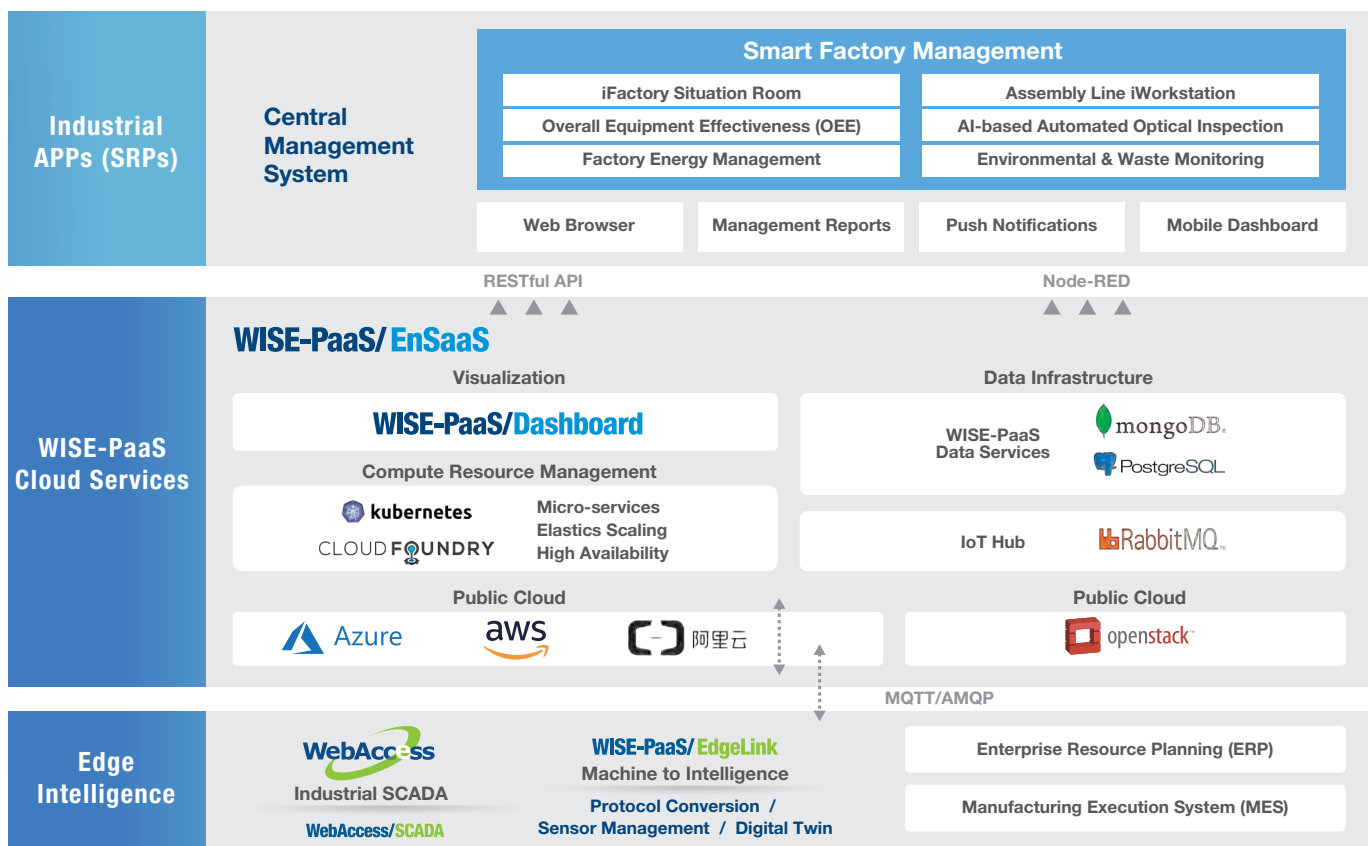 Industrial
APPs (SRPs)
Central
Management
System
Smart Factory Management
iFactory Situation Room
Assembly Line iWorkstation
Overall Equipment Effectiveness (OEE)
AI-based Automated Optical Inspection
Factory Energy Management
Environmental & Waste Monitoring
Web Browser
Management Reports
Push Notifications
Mobile Dashboard
RESTful API
Node-RED
WISE-PaaS
Cloud Services
WISE-PaaS/EnSaaS
Visualization
WISE-PaaS/Dashboard
Compute Resource Management
kubernetes
CLOUD FOUNDRY
Micro-services
Elastics Scaling
High Availability
Data Infrastructure
WISE-PaaS
Data Services
mongoDB.
PostgreSQL
IoT Hub
RabbitMQ™
Public Cloud
Azure
aws
阿里云
Public Cloud
openstack™
MQTT/AMQP
Edge
Intelligence
WebAccess
Industrial SCADA
WebAccess/SCADA
WISE-PaaS/EdgeLink
Machine to Intelligence
Protocol Conversion /
Sensor Management / Digital Twin
Enterprise Resource Planning (ERP)
Manufacturing Execution System (MES)